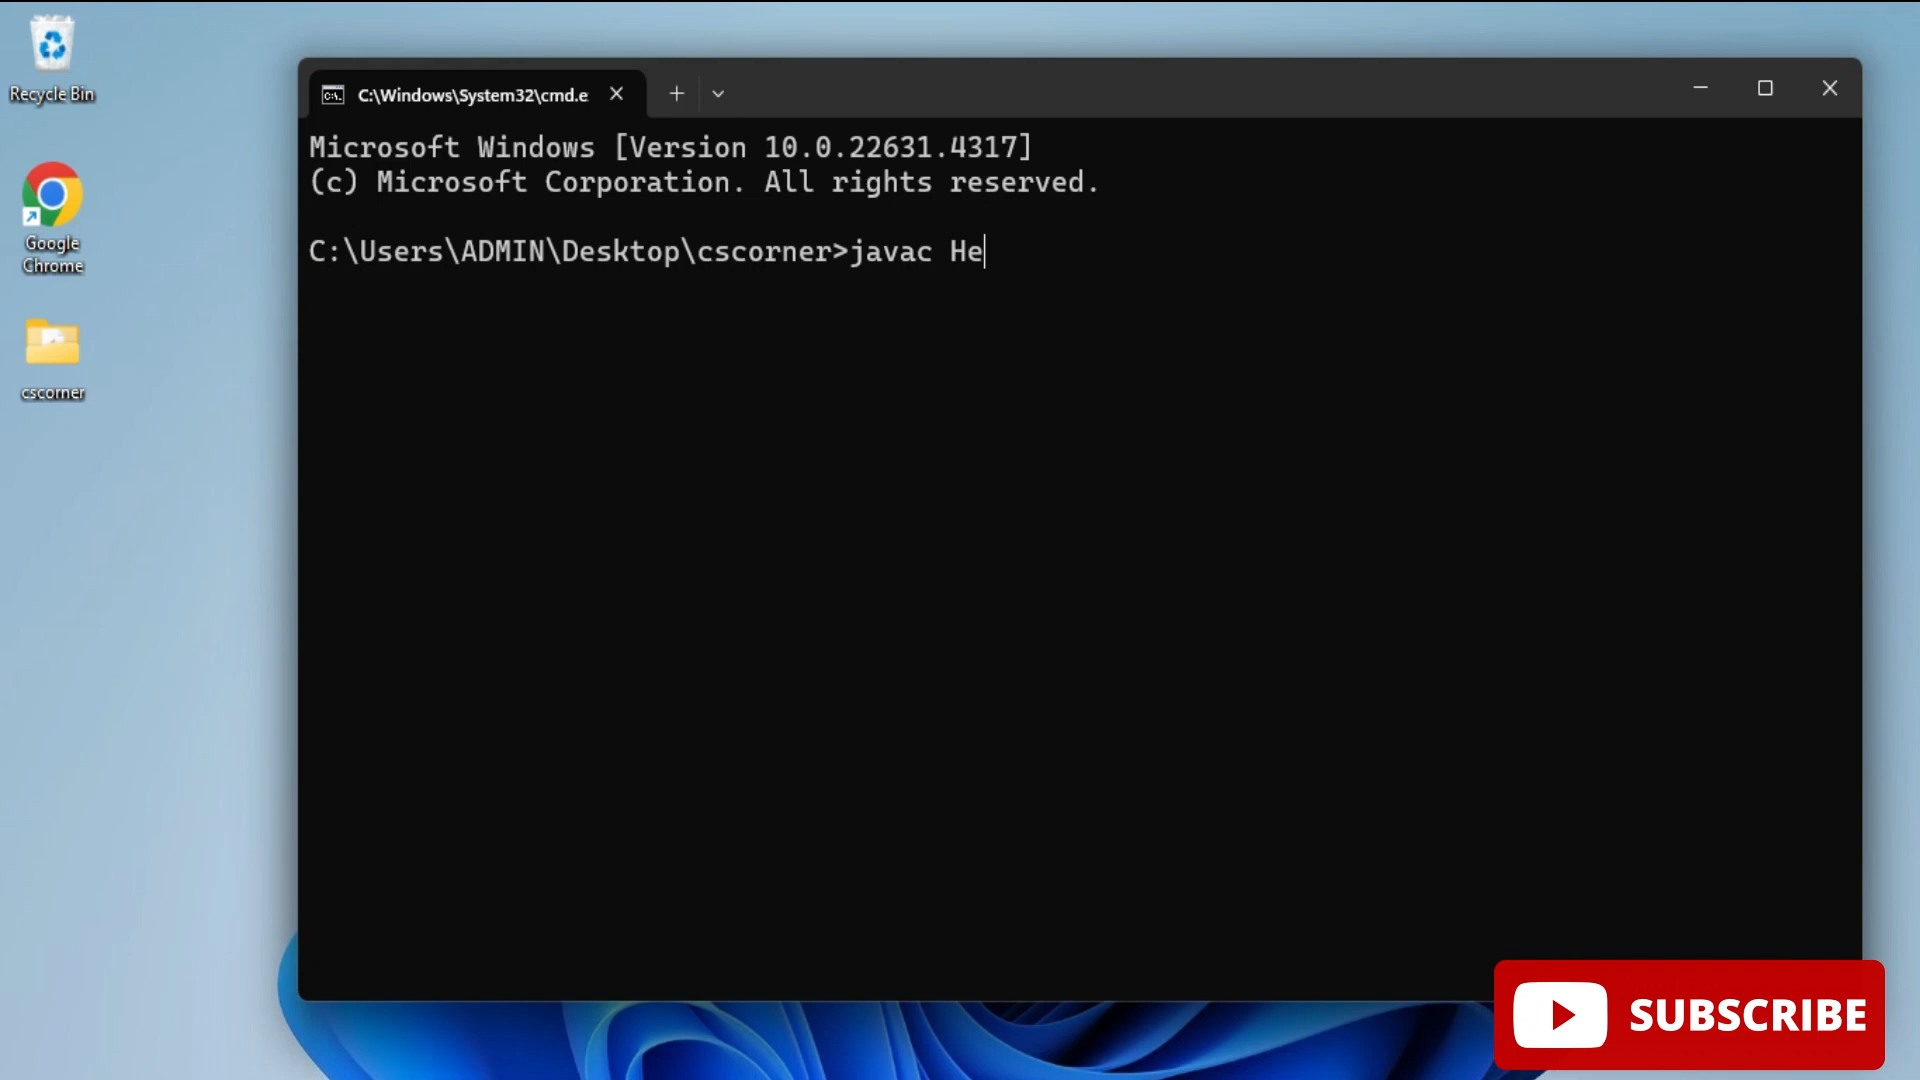 Recycle Bin
Google
Chrome
cscorner
C:\Windows\System32\cmd.e
Microsoft Windows [Version 10.0.22631.4317]
(c) Microsoft Corporation. All rights reserved.
C:\Users\ADMIN\Desktop\cscorner>javac He
SUBSCRIBE